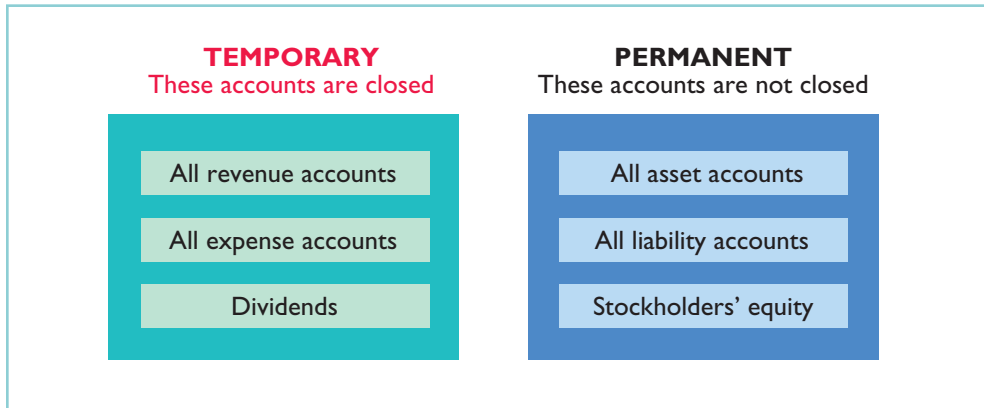 TEMPORARY
These accounts are closed
All revenue accounts
All expense accounts
Dividends
PERMANENT
These accounts are not closed
All asset accounts
All liability accounts
Stockholders’ equity